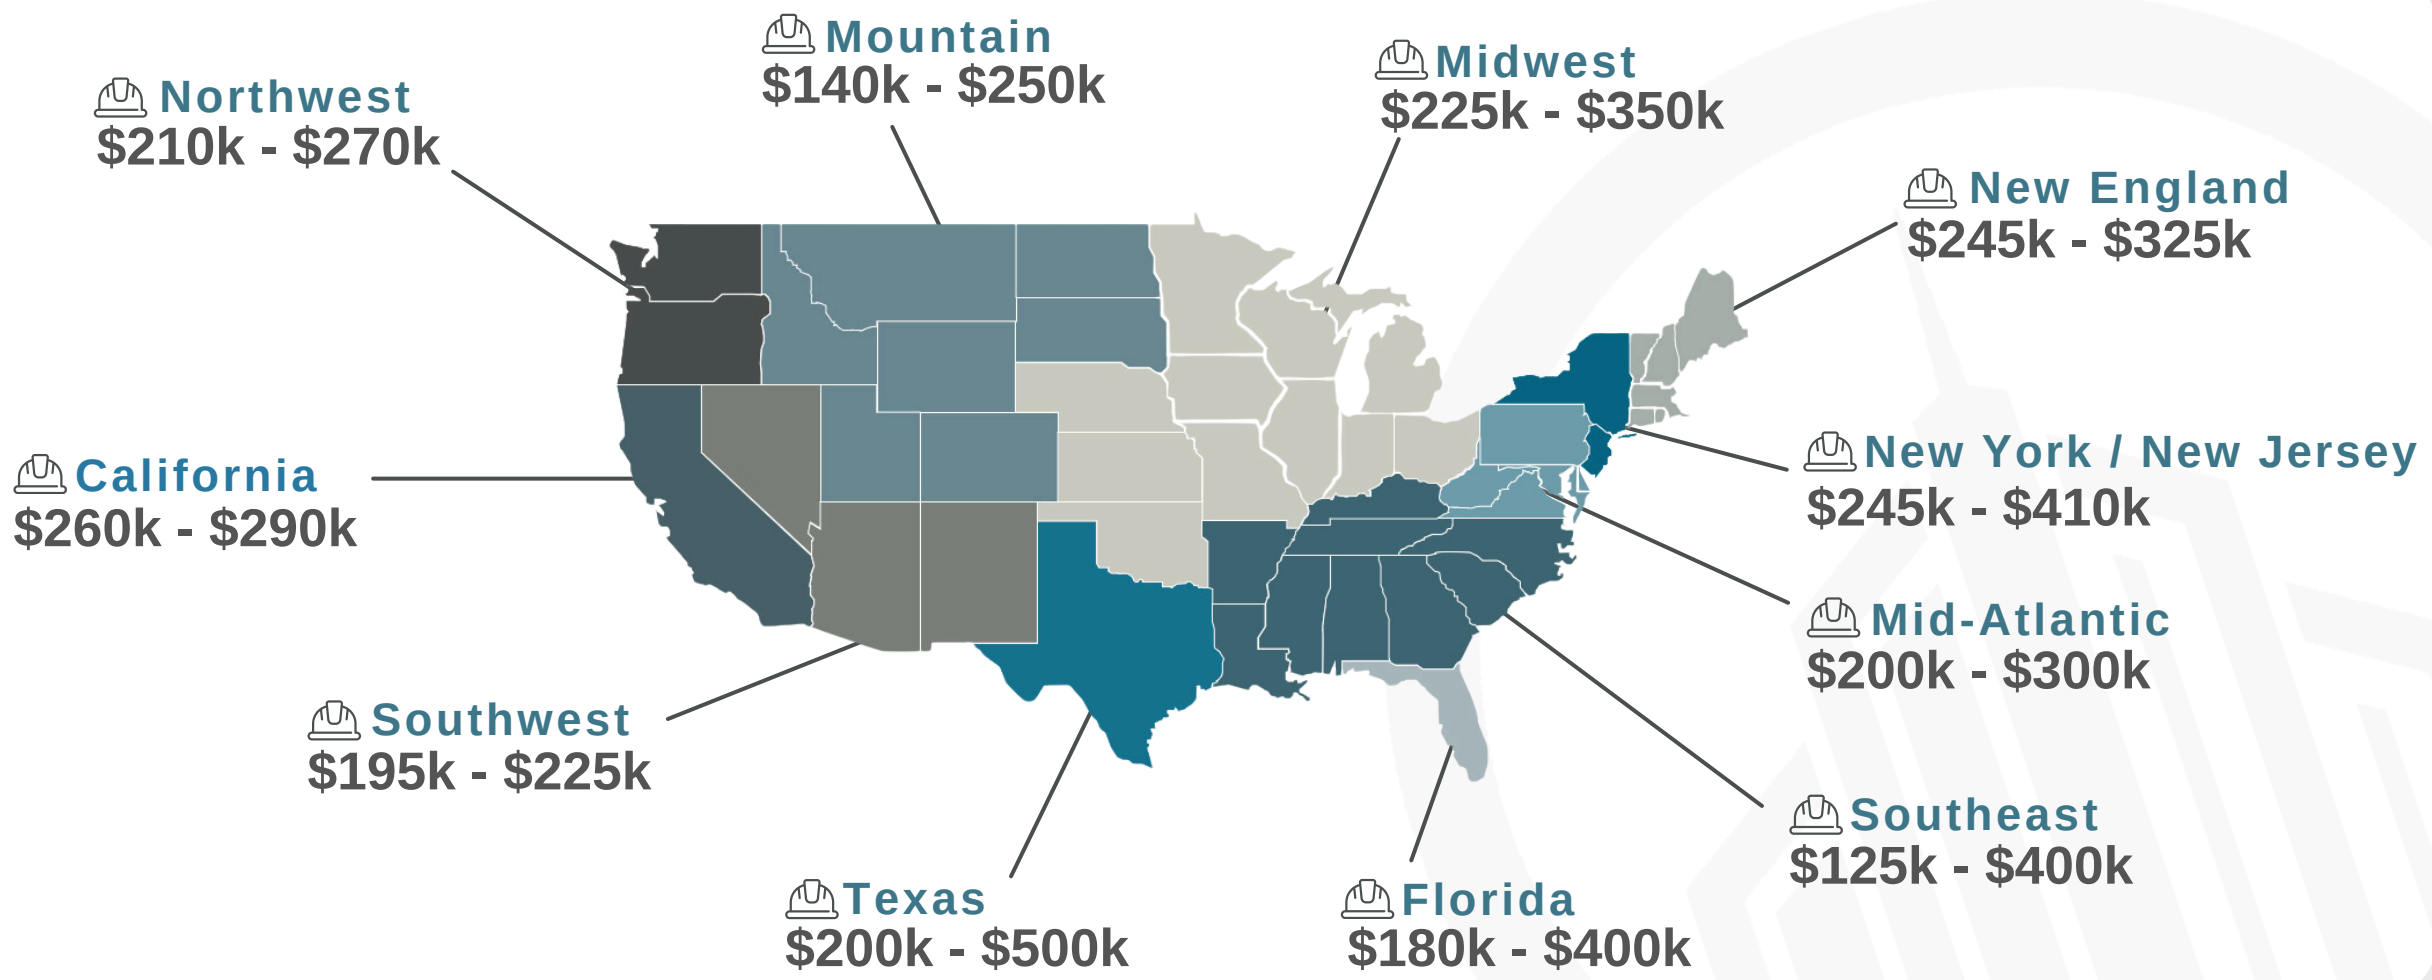 Mountain
$140k - $250k
Midwest
$225k - $350k
Northwest
$210k - $270k
New England
$245k - $325k
California
$260k - $290k
New York / New Jersey
$245k - $410k
Mid-Atlantic
$200k - $300k
Southwest
$195k - $225k
Southeast
$125k - $400k
Texas
$200k - $500k
Florida
$180k - $400k